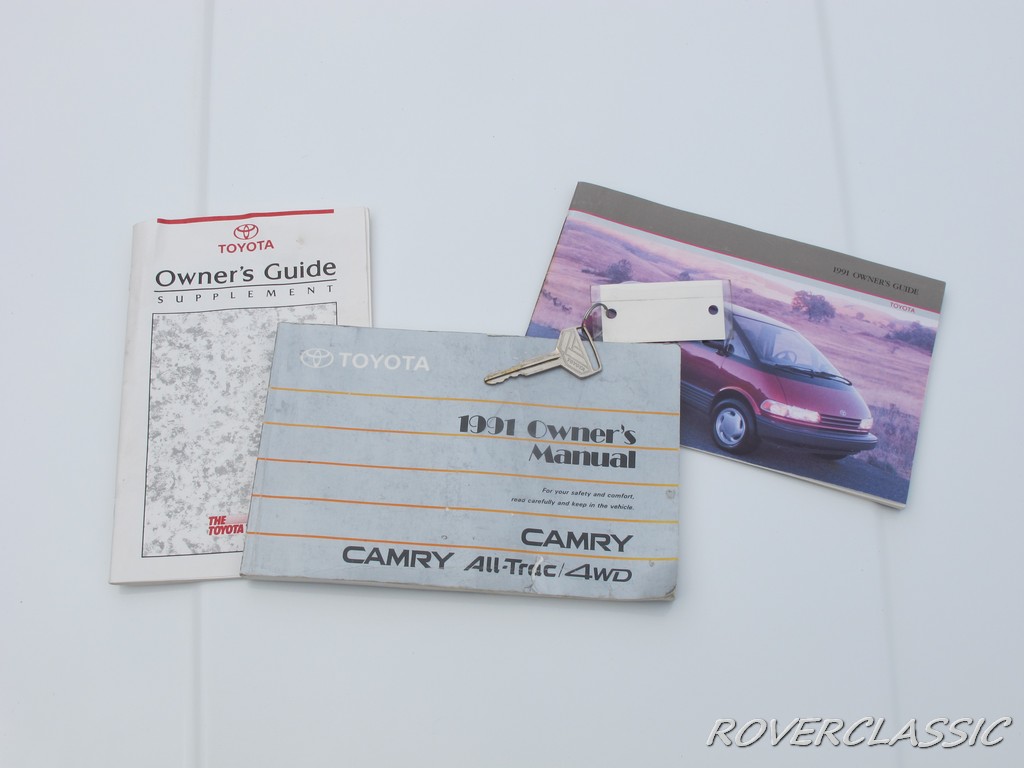 TOYOTA
Owner's Guide
SUPPLEMENT
THE
TOYOTA
TOYOTA
1991 Owner's
Manual
For your safety and comfort,
read carefully and keep in the vehicle.
CAMRY
CAMRY All-Trac/4WD
1991 OWNER'S GUIDE
TOYOTA
ROVERCLASSIC